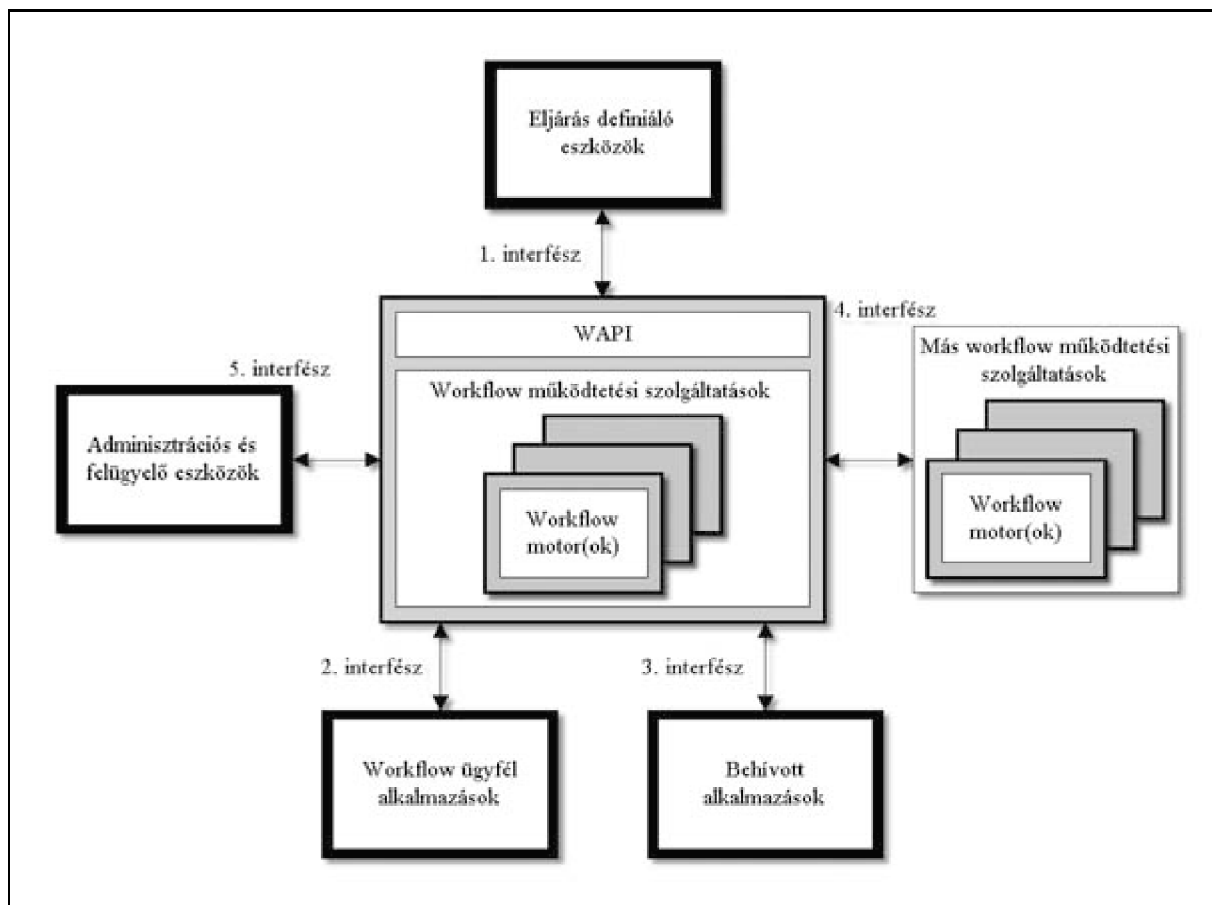 Eljárás definiáló
eszközök
1. interfész
WAPI
4. interfész
Más workflow működtetési
szolgáltatások
5. interfész
Workflow működtetési szolgáltatások
Adminisztrációs és
felügyelő eszközök
Workflow
motor(ok)
Workflow
motor(ok)
2. interfész
3. interfész
Workflow ügyfél
alkalmazások
Behívott
alkalmazások